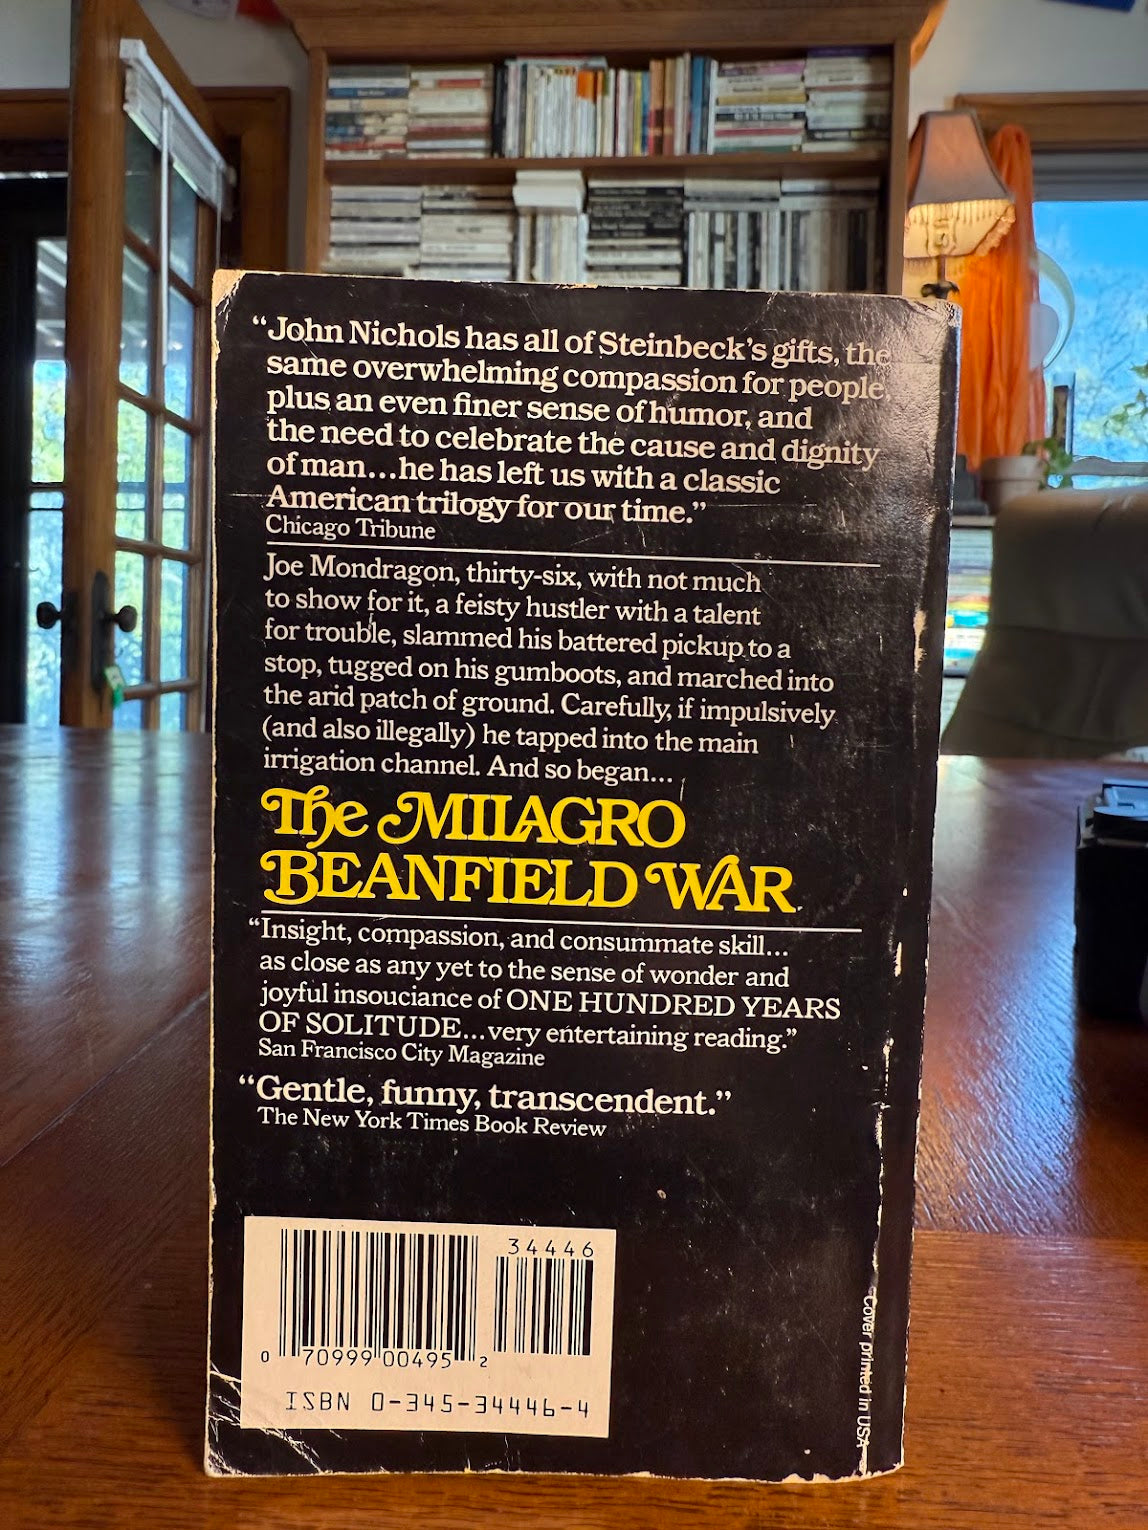 “John Nichols has all of Steinbeck’s gifts, the
same overwhelming compassion for people,
plus an even finer sense of humor, and
the need to celebrate the cause and dignity
of man...he has left us with a classic
American trilogy for our time.”
Chicago Tribune
Joe Mondragon, thirty-six, with not much
to show for it, a feisty hustler with a talent
for trouble, slammed his battered pickup to a
stop, tugged on his gumboots, and marched into
the arid patch of ground. Carefully, if impulsively
(and also illegally) he tapped into the main
irrigation channel. And so began...
The MILAGRO
BEANFIELD WAR
“Insight, compassion, and consummate skill...
as close as any yet to the sense of wonder and
joyful insouciance of ONE HUNDRED YEARS
OF SOLITUDE...very entertaining reading.”
San Francisco City Magazine
“Gentle, funny, transcendent.”
The New York Times Book Review
34446
0 70999 00495 2
ISBN 0-345-34446-4
Cover printed in USA